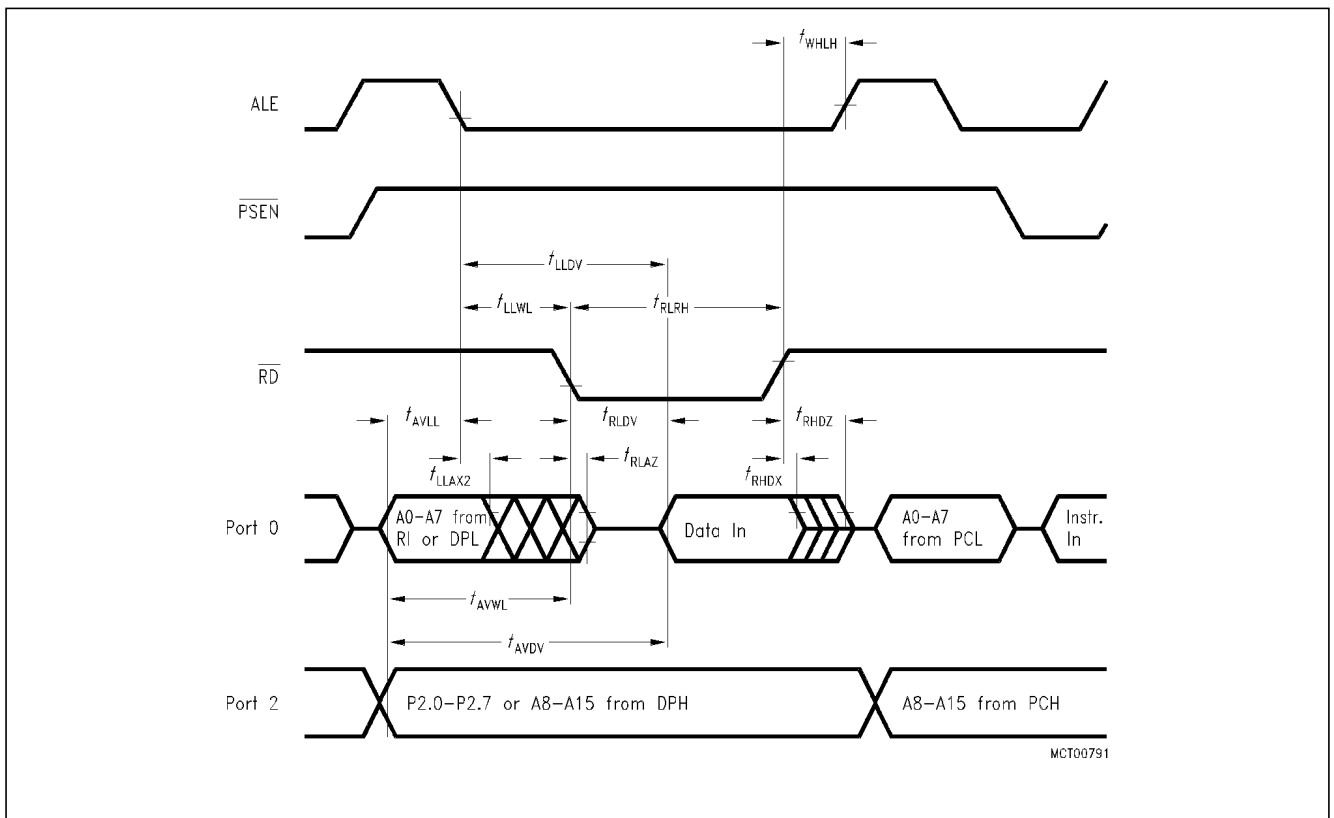 tWHLH
ALE
PSEN
tLLDV
tLLWL
tRLRH
RD
tAVLL
tRLDV
tRHDZ
tLLAX2
tRLAZ
tRHDX
Port 0
A0–A7 from
RI or DPL
Data In
A0–A7
from PCL
Instr.
In
tAVWL
tAVDV
Port 2
P2.0–P2.7 or A8–A15 from DPH
A8–A15 from PCH
MCT00791